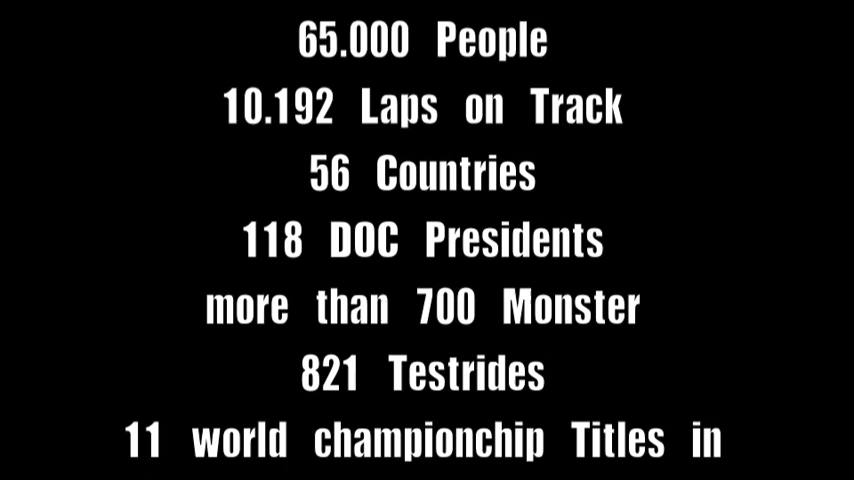 65.000 People
10.192 Laps on Track
56 Countries
118 DOC Presidents
more than 700 Monster
821 Testrides
11 world championchip Titles in